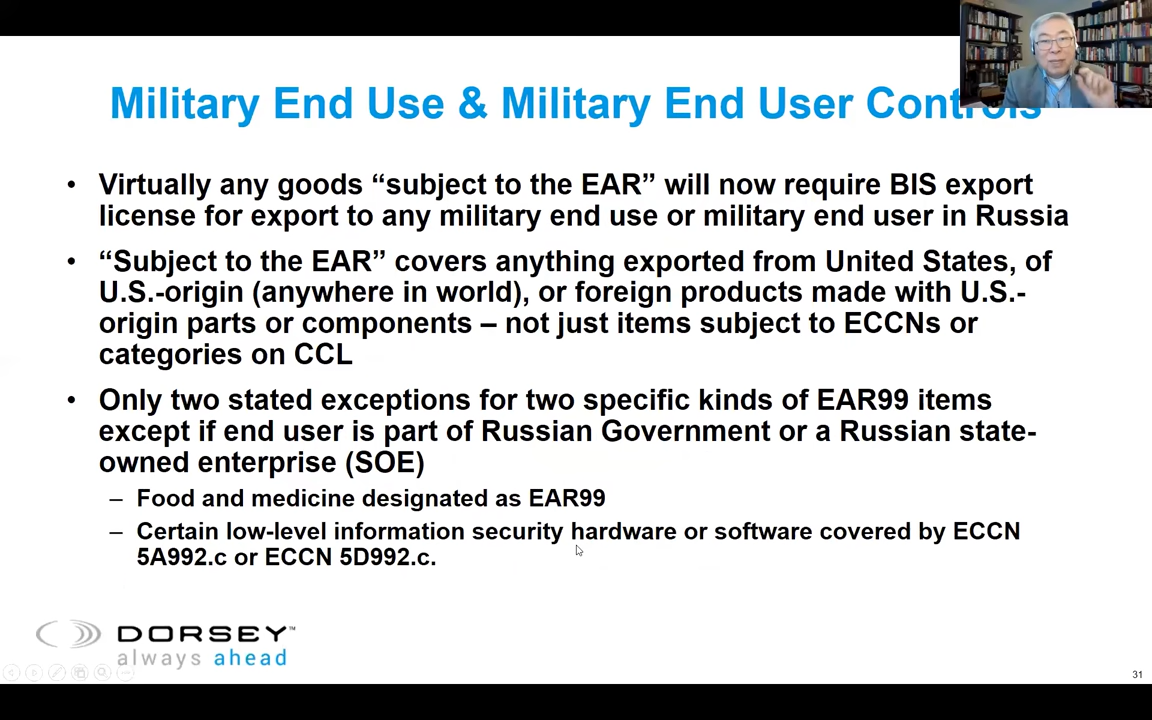 Military End Use & Military End User Controls
• Virtually any goods “subject to the EAR” will now require BIS export
license for export to any military end use or military end user in Russia
• “Subject to the EAR” covers anything exported from United States, of
U.S.-origin (anywhere in world), or foreign products made with U.S.-
origin parts or components – not just items subject to ECCNs or
categories on CCL
• Only two stated exceptions for two specific kinds of EAR99 items
except if end user is part of Russian Government or a Russian state-
owned enterprise (SOE)
– Food and medicine designated as EAR99
– Certain low-level information security hardware or software covered by ECCN
5A992.c or ECCN 5D992.c.
DORSEY™
always ahead
31